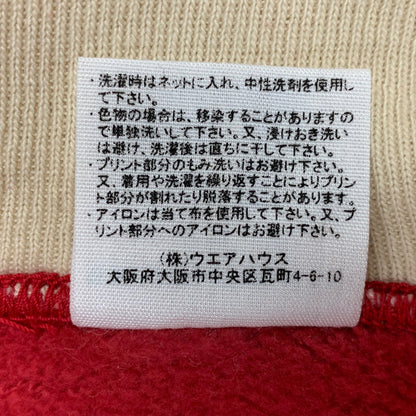 ・洗濯時はネットに入れ、中性洗剤を使用し
て下さい。
・色物の場合は、移染することがありますの
で単独洗いして下さい。又、浸けおき洗い
は避け、洗濯後は直ちに干して下さい。
・プリント部分のもみ洗いはお避け下さい。
又、着用や洗濯を繰り返すことによりプリン
ト部分が割れたり脱落することがあります。
・アイロンは当て布を使用して下さい。又、プ
リント部分へのアイロンはお避け下さい。
(株)ウエアハウス
大阪府大阪市中央区瓦町4-6-10